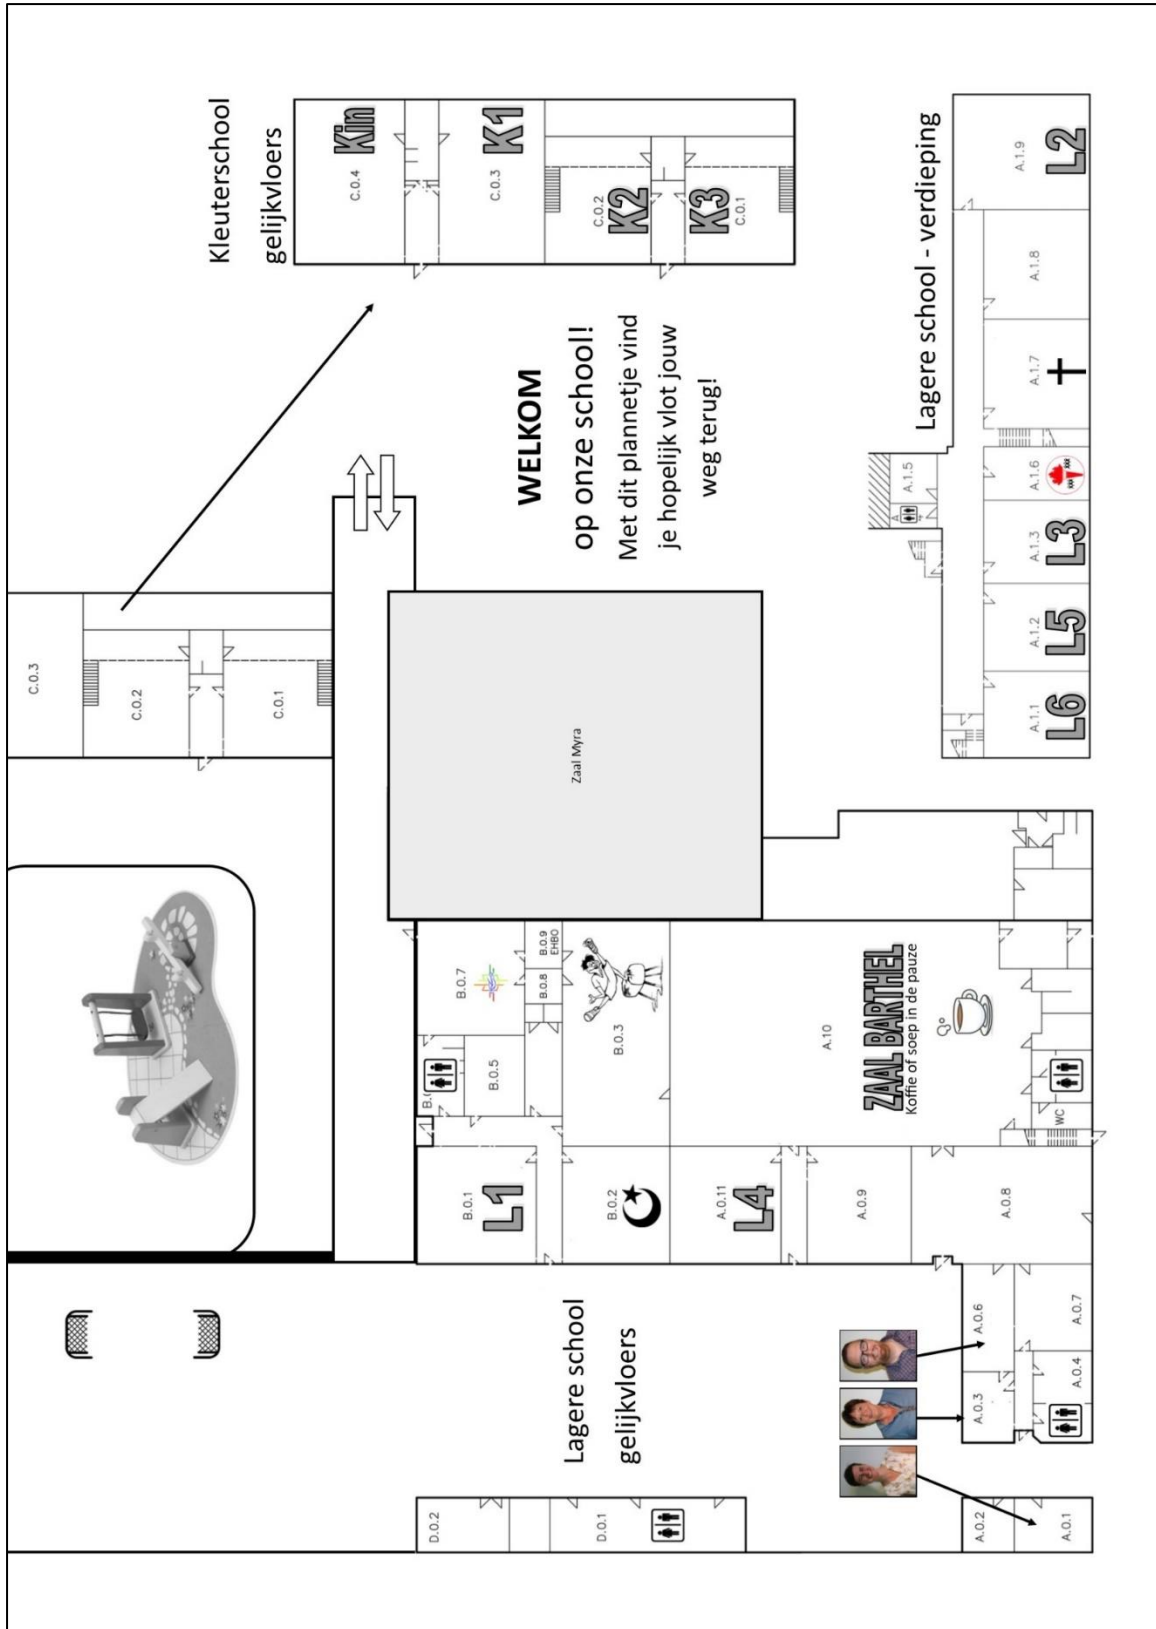 Kleuterschool
gelijkvloers
C.0.4
Kin
C.0.3
K1
C.0.2
K2
K3
C.0.1
C.0.3
C.0.2
C.0.1
WELKOM
op onze school!
Met dit plannetje vind
je hopelijk vlot jouw
weg terug!
Zaal Myra
Lagere school - verdieping
A.1.1
L6
A.1.2
L5
A.1.3
L3
A.1.5
A.1.6
A.1.7
A.1.8
A.1.9
L2
Lagere school
gelijkvloers
B.0.1
L1
B.0.2
B.0.3
B.0.5
B.0.7
B.0.8
B.0.9
EHBO
A.0.11
L4
A.0.9
A.0.8
A.10
ZAAL BARTHEL
Koffie of soep in de pauze
WC
D.0.2
D.0.1
A.0.2
A.0.1
A.0.3
A.0.6
A.0.4
A.0.7